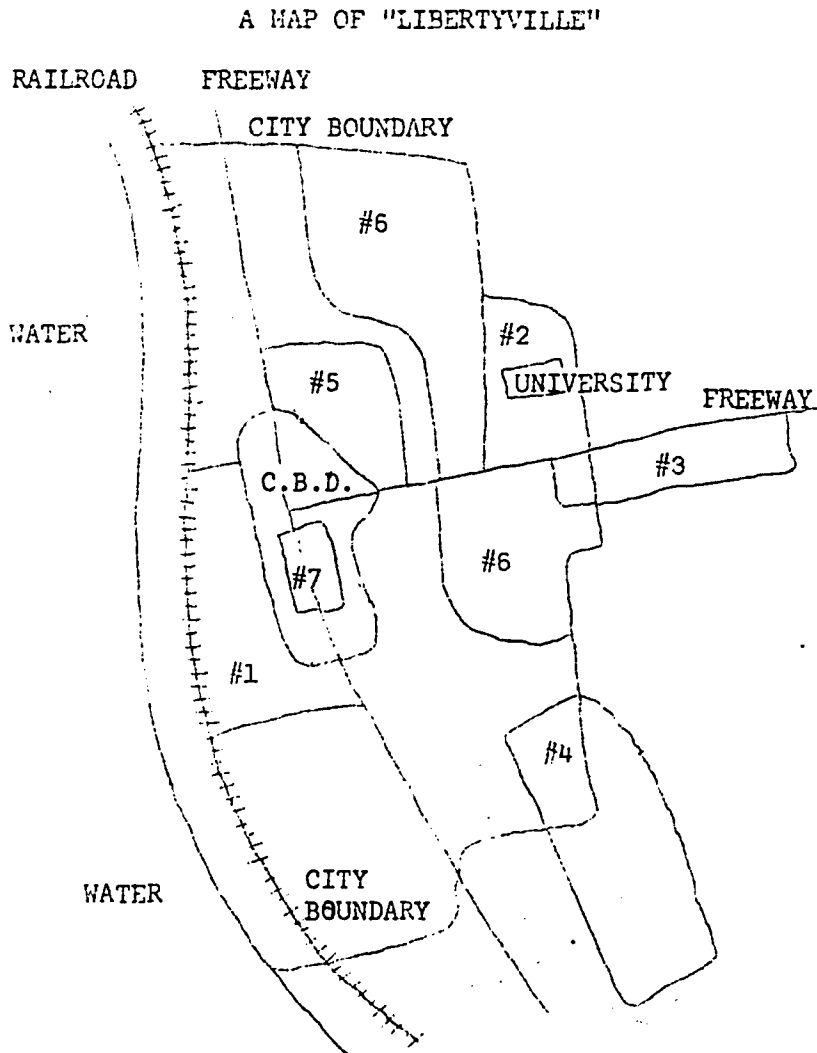 A MAP OF "LIBERTYVILLE"
RAILROAD FREEWAY
CITY BOUNDARY
#6
WATER
#2
#5
UNIVERSITY
FREEWAY
C.B.D.
#3
#7
#6
#1
#4
WATER
CITY
BOUNDARY